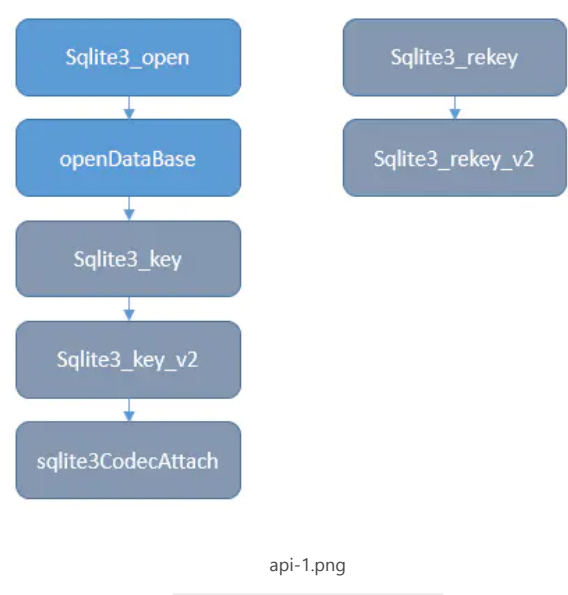 Sqlite3_open
openDataBase
Sqlite3_key
Sqlite3_key_v2
sqlite3CodecAttach
Sqlite3_rekey
Sqlite3_rekey_v2
api-1.png